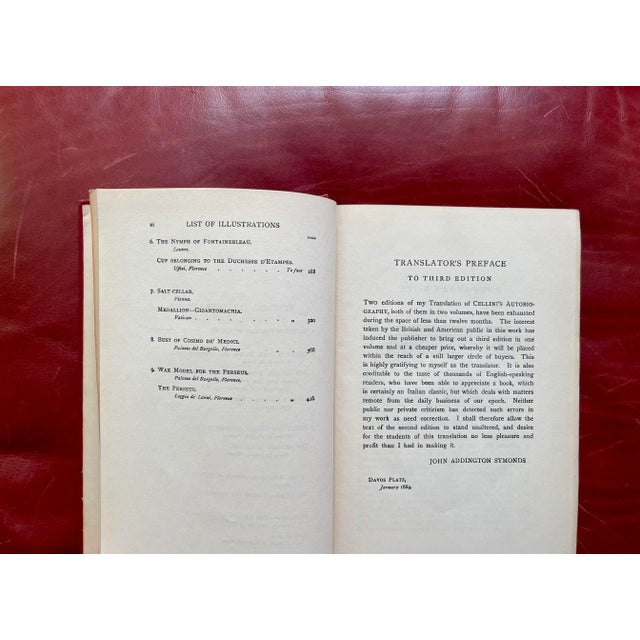 vi LIST OF ILLUSTRATIONS
PAGE
6. The Nymph of Fontainebleau.
Louvre.
Cup belonging to the Duchesse d'Etampes.
Uffizi, Florence . . . . . . To face 288
7. Salt-cellar.
Vienna.
Medallion—Gigantomachia.
Vatican . . . . . . . . „ 320
8. Bust of Cosimo de' Medici.
Palazzo del Bargello, Florence. . . . . „ 368
9. Wax Model for the Perseus.
Palazzo del Bargello, Florence.
The Perseus.
Loggia de' Lanzi, Florence . . . . „ 426
TRANSLATOR'S PREFACE
TO THIRD EDITION
Two editions of my Translation of Cellini's Autobio-
graphy, both of them in two volumes, have been exhausted
during the space of less than twelve months. The interest
taken by the British and American public in this work has
induced the publisher to bring out a third edition in one
volume and at a cheaper price, whereby it will be placed
within the reach of a still larger circle of buyers. This
is highly gratifying to myself as the translator. It is also
creditable to the taste of thousands of English-speaking
readers, who have been able to appreciate a book, which
is certainly an Italian classic, but which deals with matters
remote from the daily business of our epoch. Neither
public nor private criticism has detected such errors in
my work as need correction. I shall therefore allow the
text of the second edition to stand unaltered, and desire
for the students of this translation no less pleasure and
profit than I had in making it.
JOHN ADDINGTON SYMONDS
Davos Platz,
January 1889.